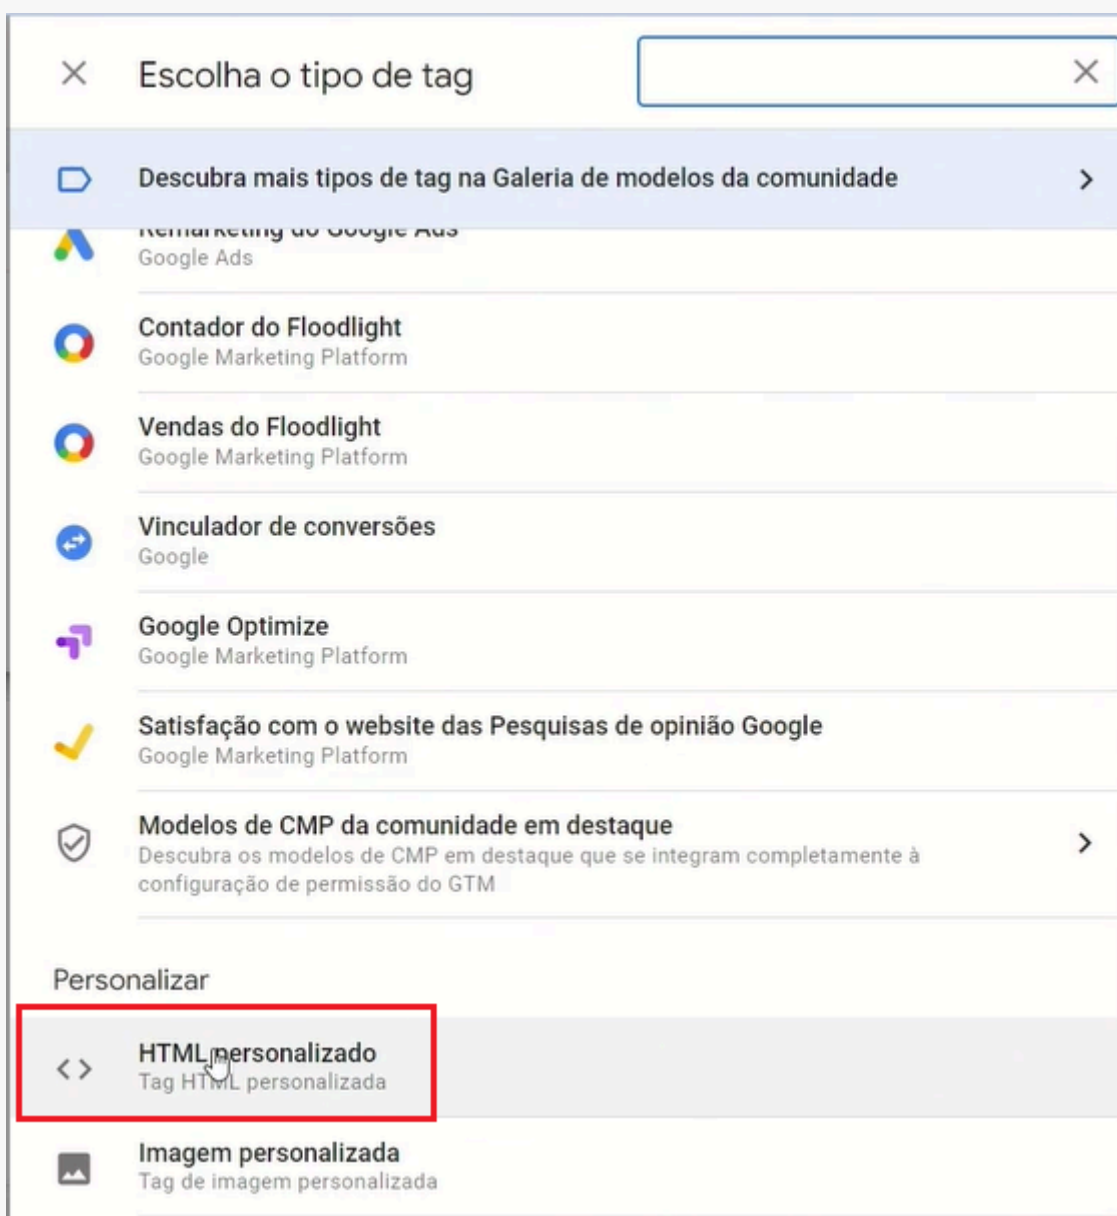 Escolha o tipo de tag
Descubra mais tipos de tag na Galeria de modelos da comunidade
Remarketing do Google Ads
Google Ads
Contador do Floodlight
Google Marketing Platform
Vendas do Floodlight
Google Marketing Platform
Vinculador de conversões
Google
Google Optimize
Google Marketing Platform
Satisfação com o website das Pesquisas de opinião Google
Google Marketing Platform
Modelos de CMP da comunidade em destaque
Descubra os modelos de CMP em destaque que se integram completamente à
configuração de permissão do GTM
Personalizar
HTML personalizado
Tag HTML personalizada
Imagem personalizada
Tag de imagem personalizada